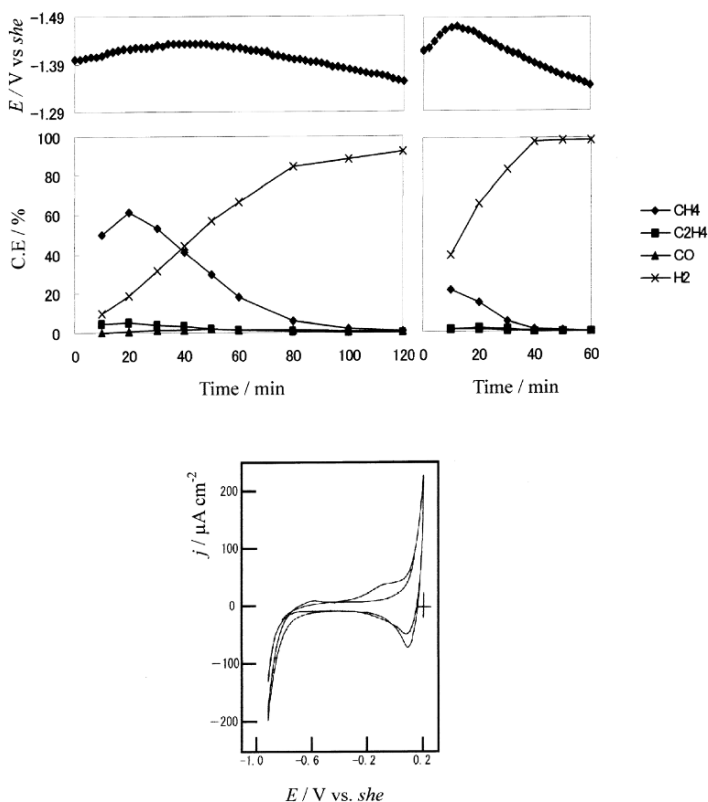 E / V vs she
-1.49
-1.39
-1.29
C.E / %
100
80
60
40
20
0
0 20 40 60 80 100 120
Time / min
0 20 40 60
Time / min
CH4
C2H4
CO
H2
j / μA cm-2
200
100
0
-100
-200
-1.0 -0.6 -0.2 0.2
E / V vs. she